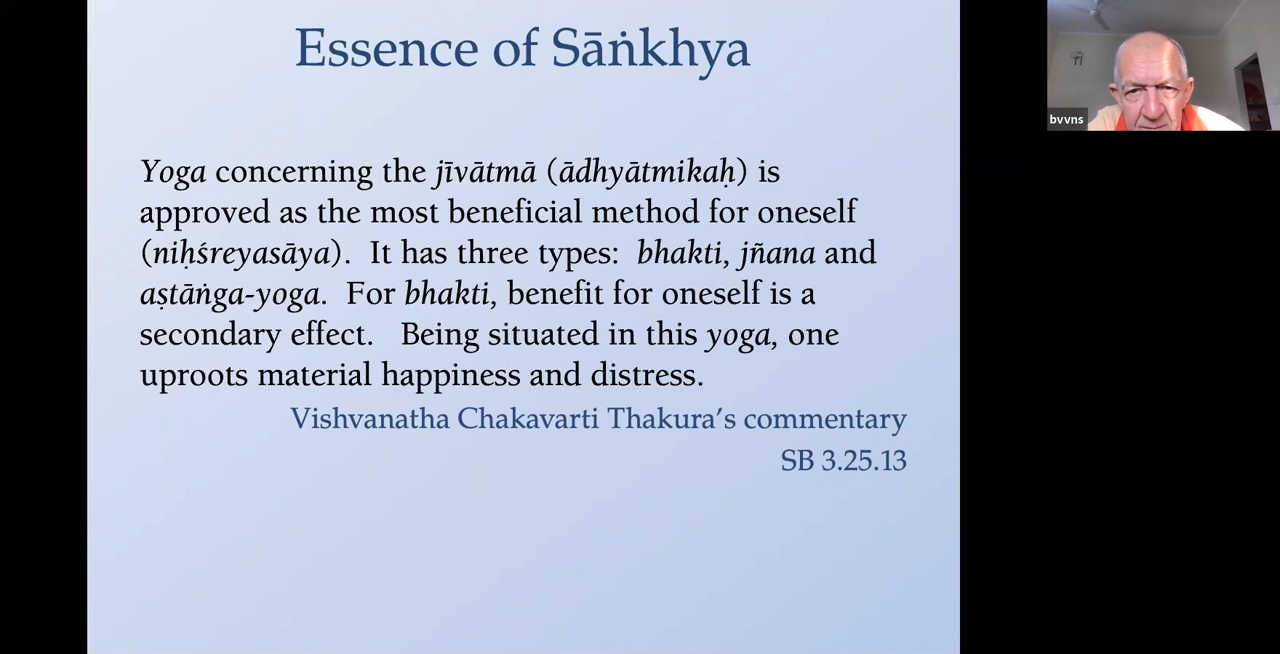 Essence of Sāṅkhya
Yoga concerning the jīvātmā (ādhyātmikaḥ) is
approved as the most beneficial method for oneself
(niḥśreyasāya).  It has three types:  bhakti, jñana and
aṣtāṅga-yoga.  For bhakti, benefit for oneself is a
secondary effect.   Being situated in this yoga, one
uproots material happiness and distress.
Vishvanatha Chakavarti Thakura’s commentary
SB 3.25.13
bvvns